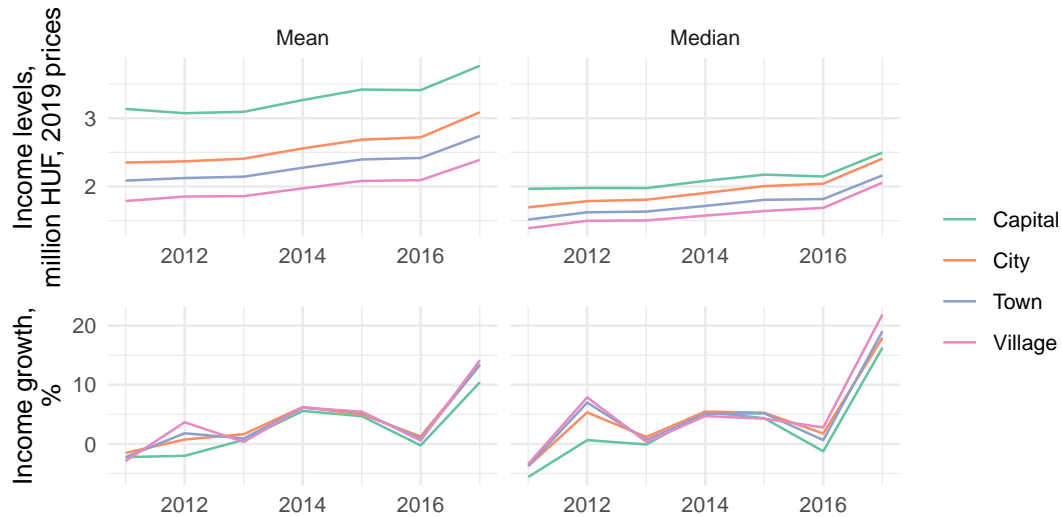 Mean
Median
Income levels,
million HUF, 2019 prices
3
2
2012
2014
2016
2012
2014
2016
Capital
City
Town
Village
Income growth,
%
20
10
0
2012
2014
2016
2012
2014
2016